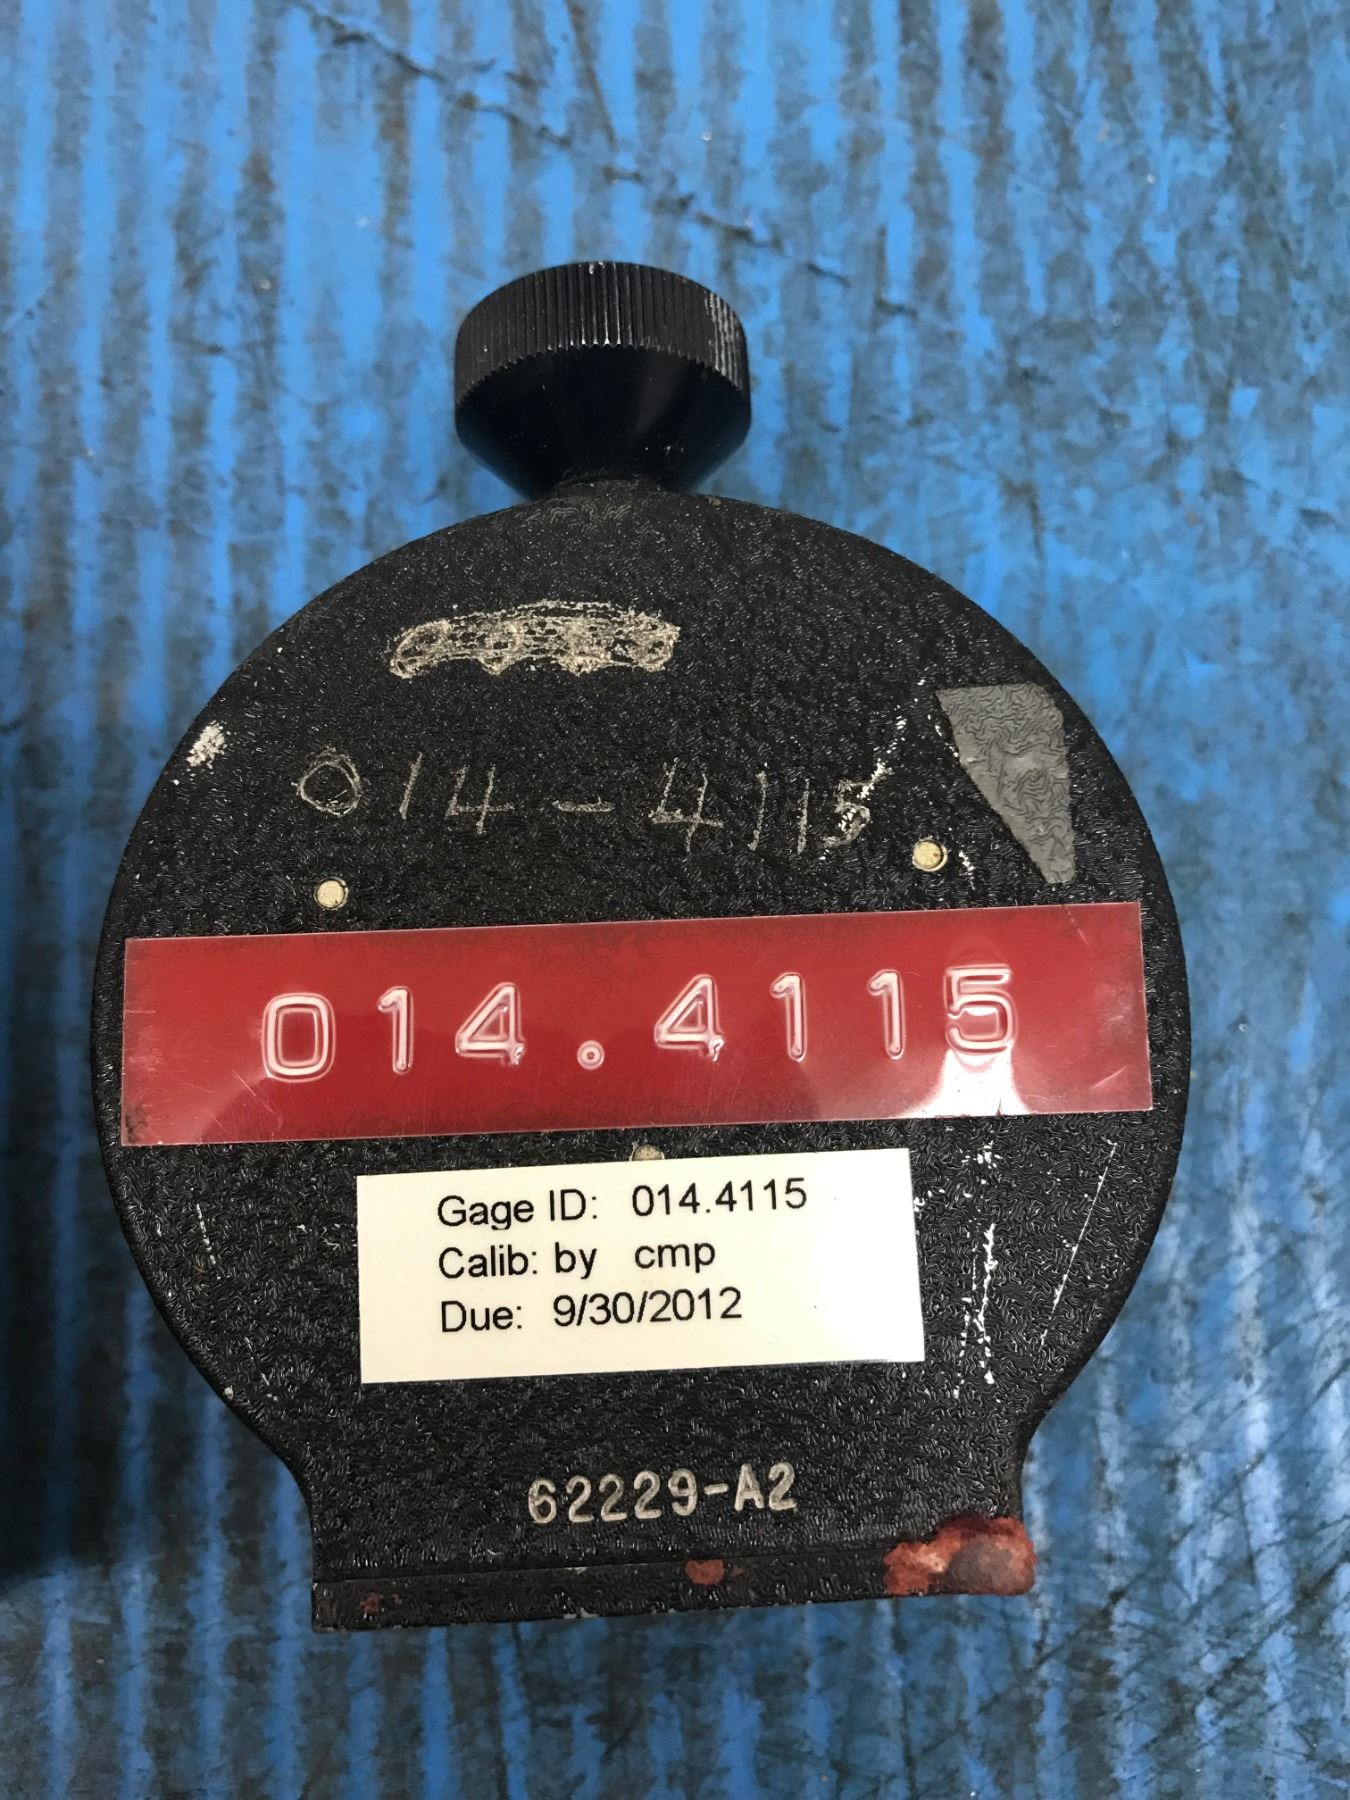 014-4115
014.4115
Gage ID: 014.4115
Calib: by cmp
Due: 9/30/2012
62229-A2